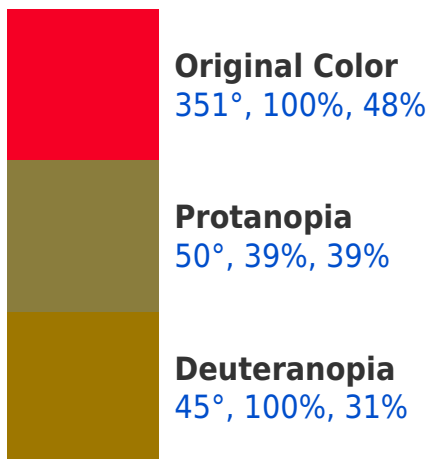 Original Color
351°, 100%, 48%
Protanopia
50°, 39%, 39%
Deuteranopia
45°, 100%, 31%